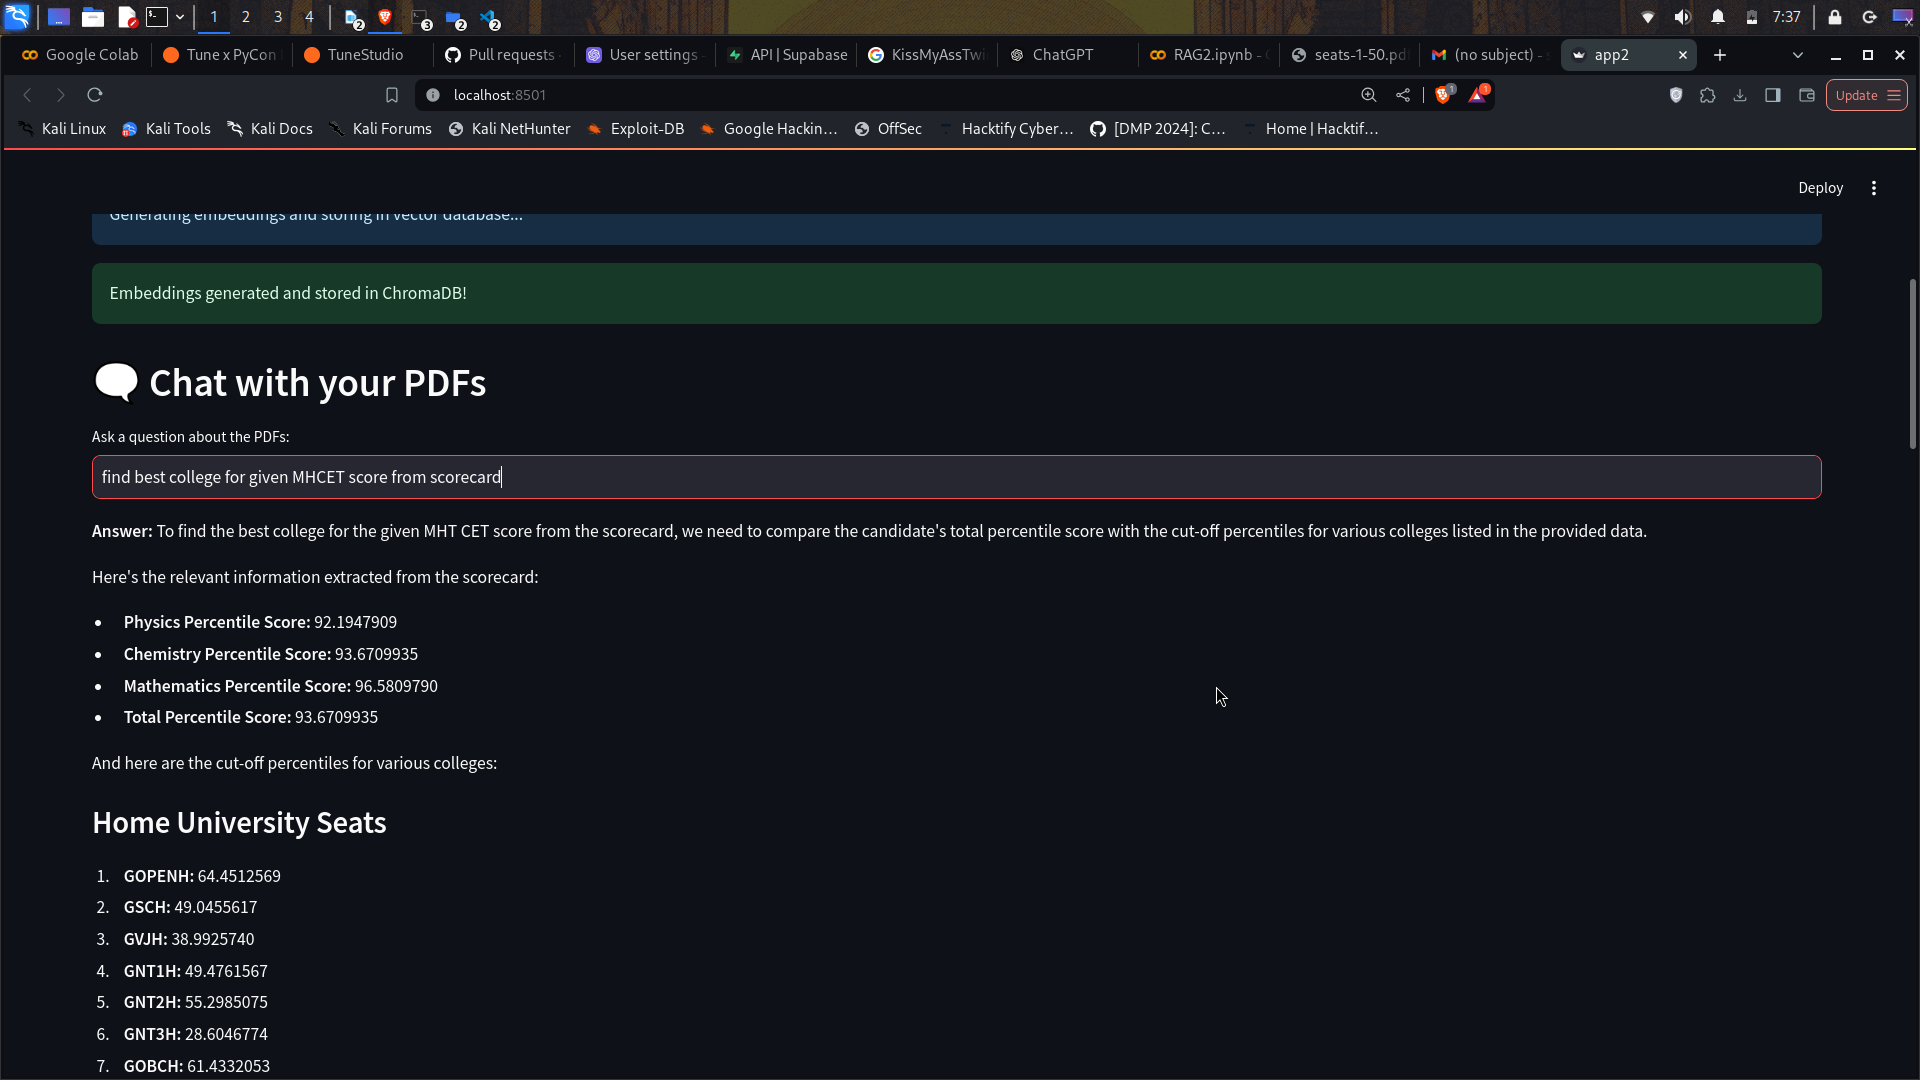 1 2 3 4 2 3 2 2 7:37
Google Colab Tune x PyCon TuneStudio Pull requests User settings - API | Supabase KissMyAssTwi ChatGPT RAG2.ipynb - seats-1-50.pd (no subject) - app2
localhost:8501 1 1 Update
Kali Linux Kali Tools Kali Docs Kali Forums Kali NetHunter Exploit-DB Google Hackin... OffSec Hacktify Cyber... [DMP 2024]: C... Home | Hacktif...
Deploy
Generating embeddings and storing in vector database...
Embeddings generated and stored in ChromaDB!
Chat with your PDFs
Ask a question about the PDFs:
find best college for given MHCET score from scorecard
Answer: To find the best college for the given MHT CET score from the scorecard, we need to compare the candidate's total percentile score with the cut-off percentiles for various colleges listed in the provided data.
Here's the relevant information extracted from the scorecard:
• Physics Percentile Score: 92.1947909
• Chemistry Percentile Score: 93.6709935
• Mathematics Percentile Score: 96.5809790
• Total Percentile Score: 93.6709935
And here are the cut-off percentiles for various colleges:
Home University Seats
1. GOPENH: 64.4512569
2. GSCH: 49.0455617
3. GVJH: 38.9925740
4. GNT1H: 49.4761567
5. GNT2H: 55.2985075
6. GNT3H: 28.6046774
7. GOBCH: 61.4332053